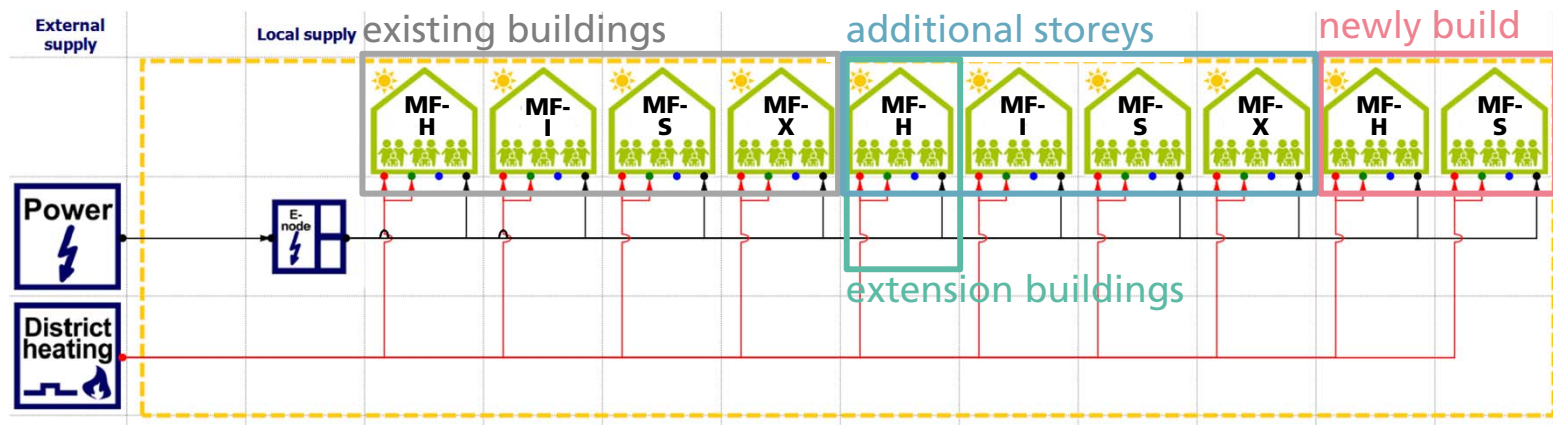 External
supply
Local supply
existing buildings
additional storeys
newly build
MF-
H
MF-
I
MF-
S
MF-
X
MF-
H
MF-
I
MF-
S
MF-
X
MF-
H
MF-
S
Power
E-
node
extension buildings
District
heating